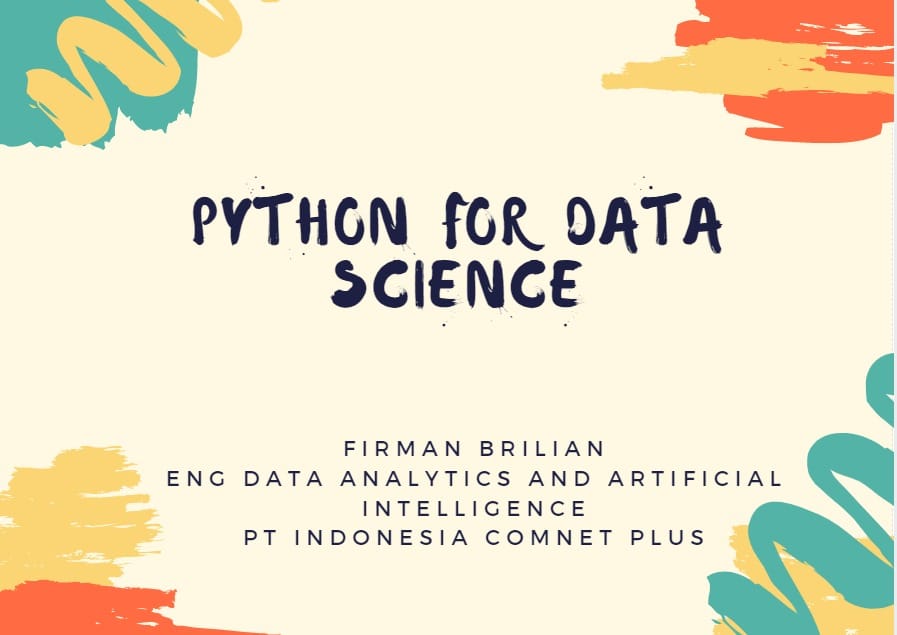 PYTHON FOR DATA
SCIENCE
FIRMAN BRILIAN
ENG DATA ANALYTICS AND ARTIFICIAL
INTELLIGENCE
PT INDONESIA COMNET PLUS